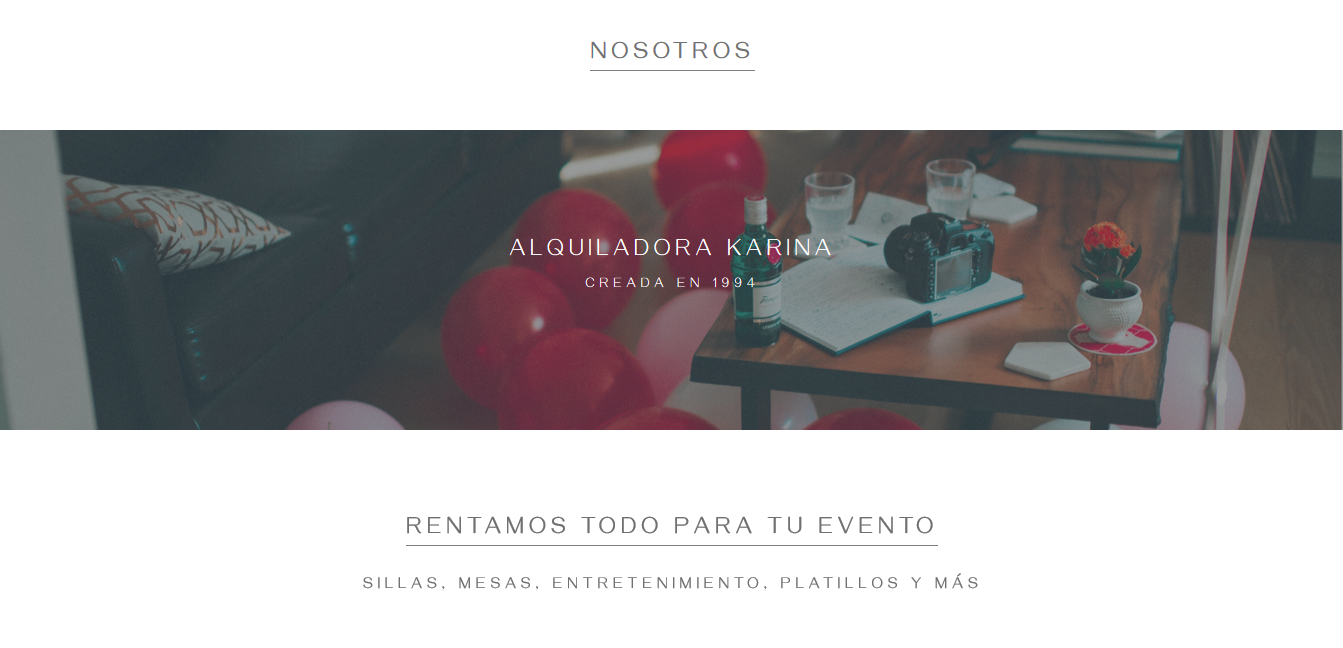 NOSOTROS
ALQUILADORA KARINA
CREADA EN 1994
RENTAMOS TODO PARA TU EVENTO
SILLAS, MESAS, ENTRETENIMIENTO, PLATILLOS Y MÁS